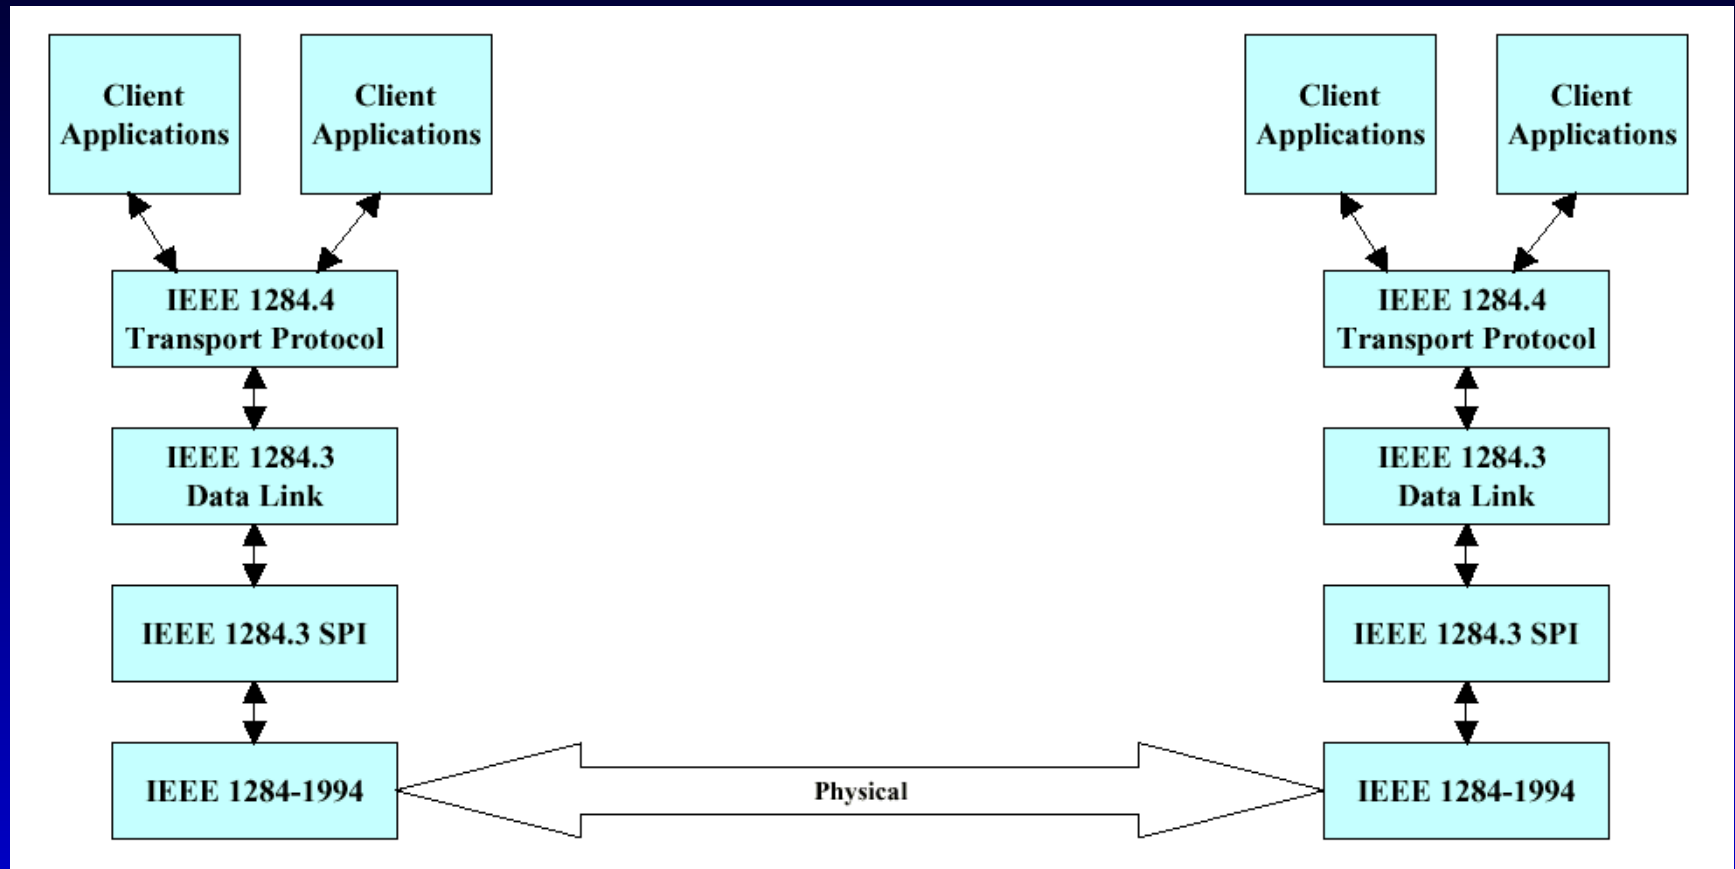 Client
Applications
Client
Applications
Client
Applications
Client
Applications
IEEE 1284.4
Transport Protocol
IEEE 1284.4
Transport Protocol
IEEE 1284.3
Data Link
IEEE 1284.3
Data Link
IEEE 1284.3 SPI
IEEE 1284.3 SPI
IEEE 1284-1994
Physical
IEEE 1284-1994